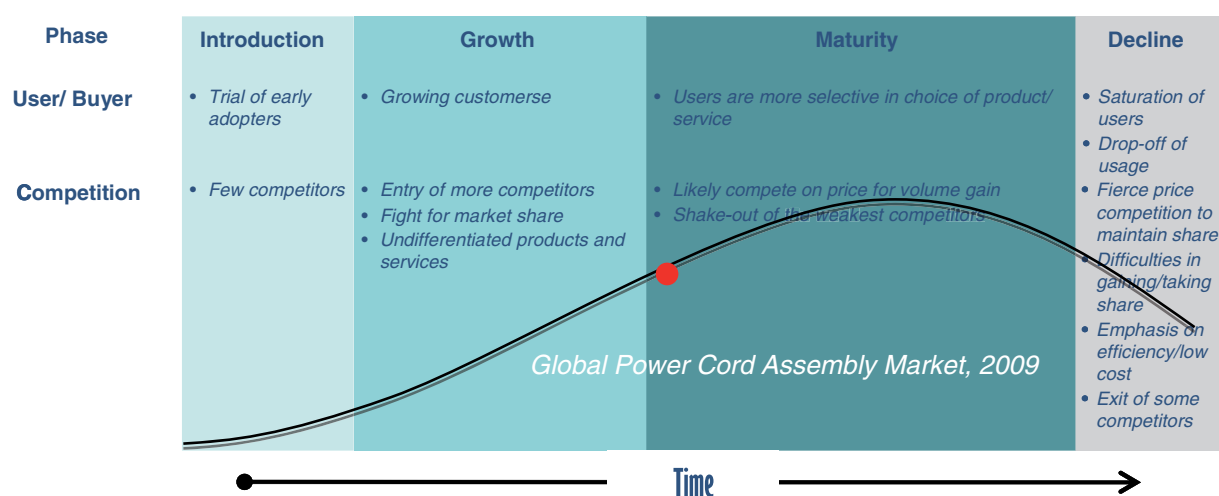 Phase
Introduction
Growth
Maturity
Decline
User/ Buyer
• Trial of early
adopters
• Growing customerse
• Users are more selective in choice of product/
service
• Saturation of
users
• Drop-off of
usage
Competition
• Few competitors
• Entry of more competitors
• Fight for market share
• Undifferentiated products and
services
• Likely compete on price for volume gain
• Shake-out of the weakest competitors
• Fierce price
competition to
maintain share
• Difficulties in
gaining/taking
share
• Emphasis on
efficiency/low
cost
• Exit of some
competitors
Global Power Cord Assembly Market, 2009
Time